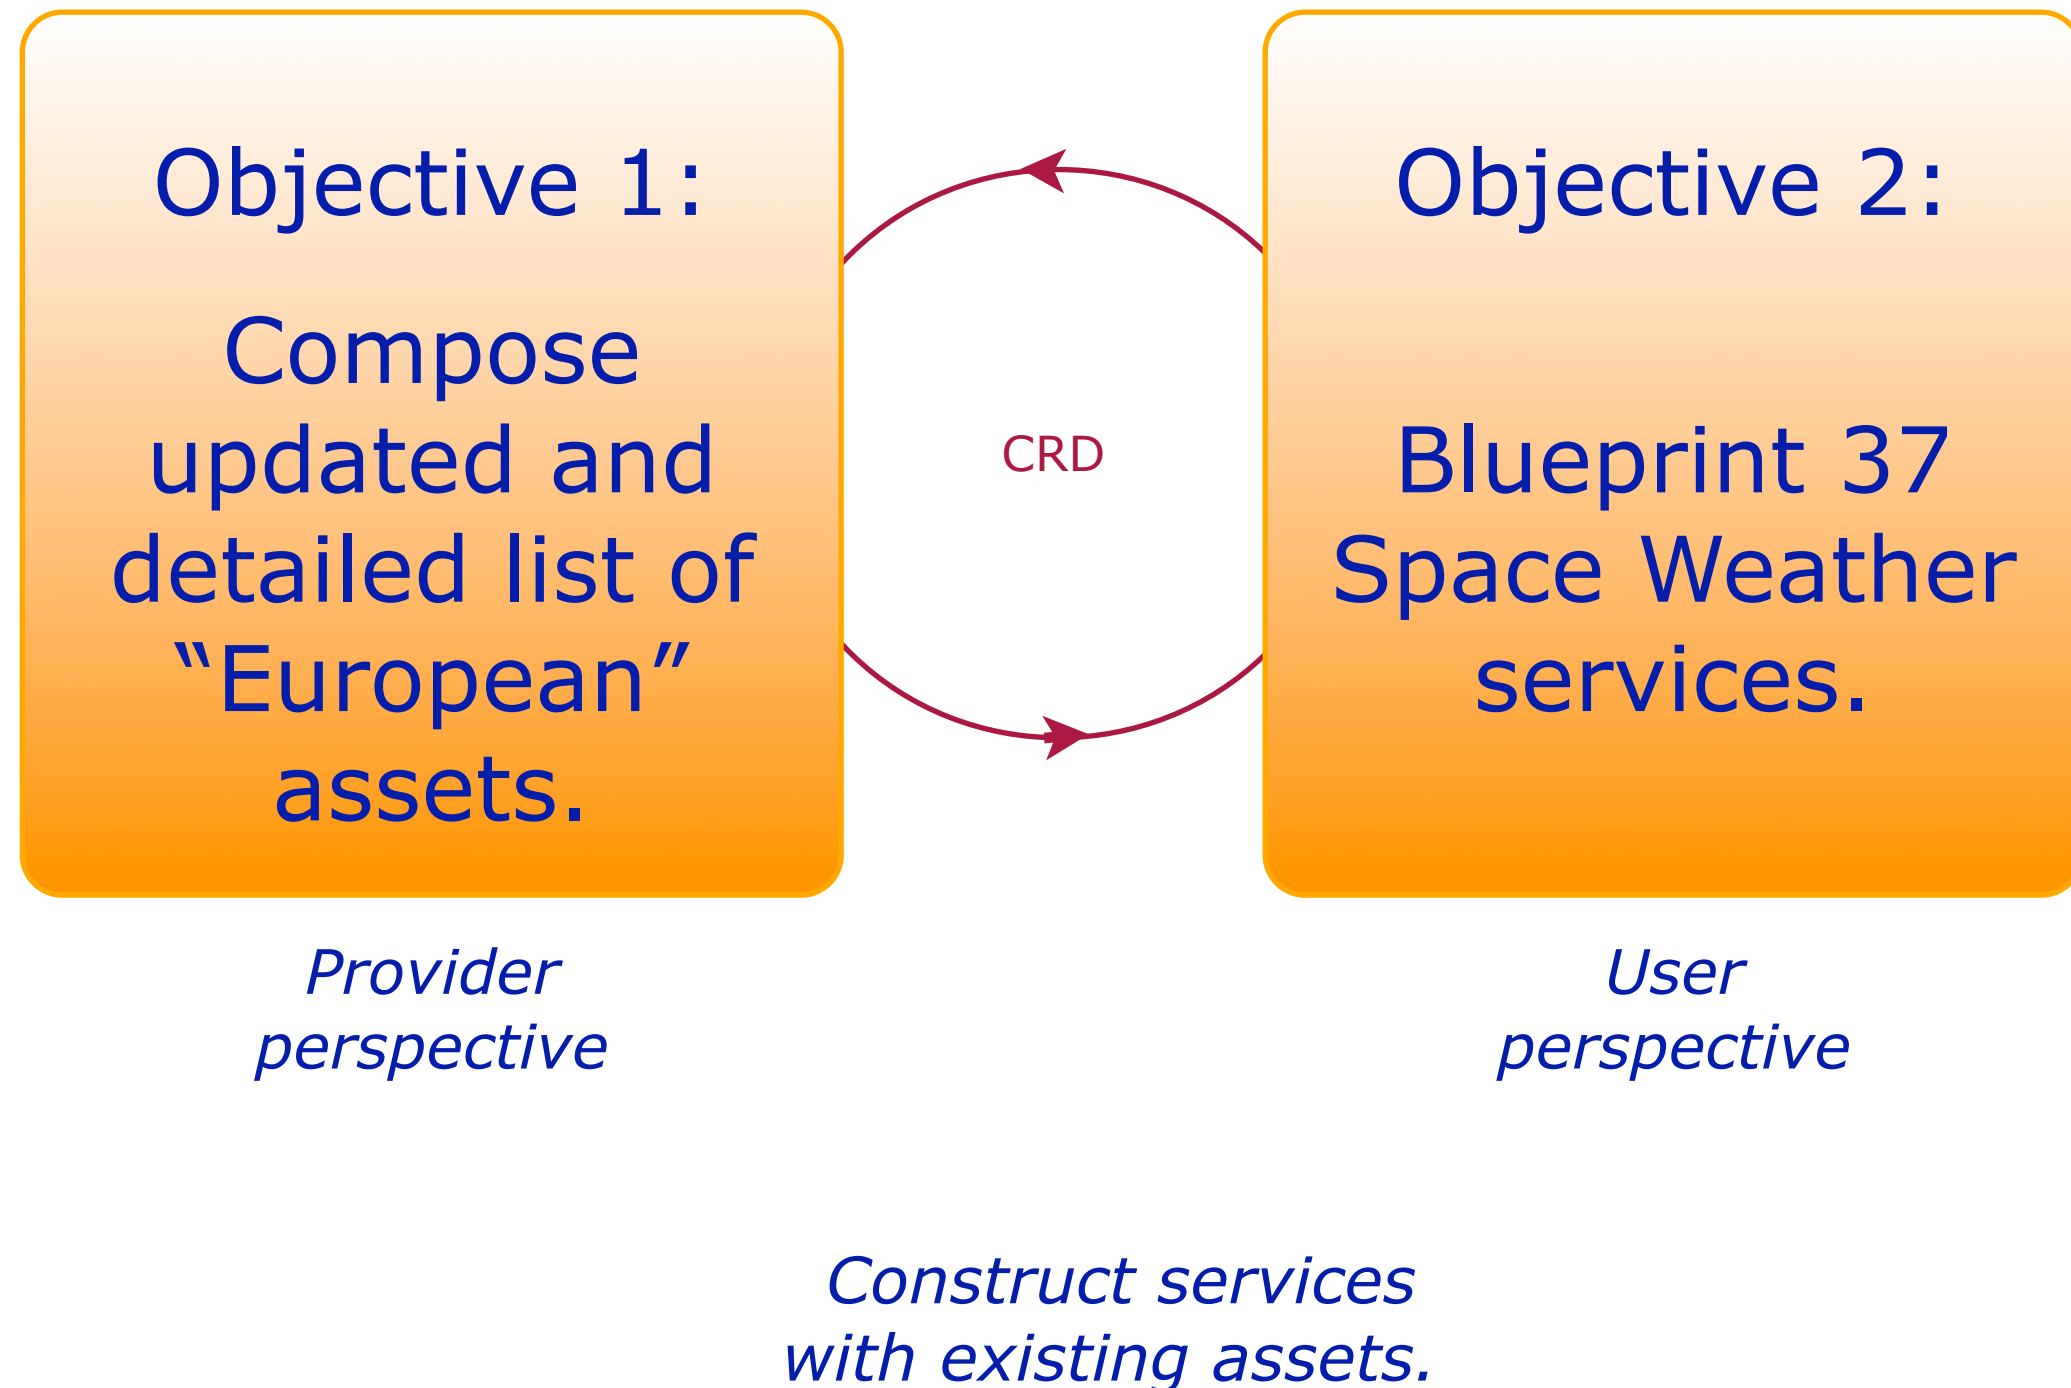 Objective 1:
Compose
updated and
detailed list of
“European”
assets.
CRD
Objective 2:
Blueprint 37
Space Weather
services.
Provider
perspective
User
perspective
Construct services
with existing assets.